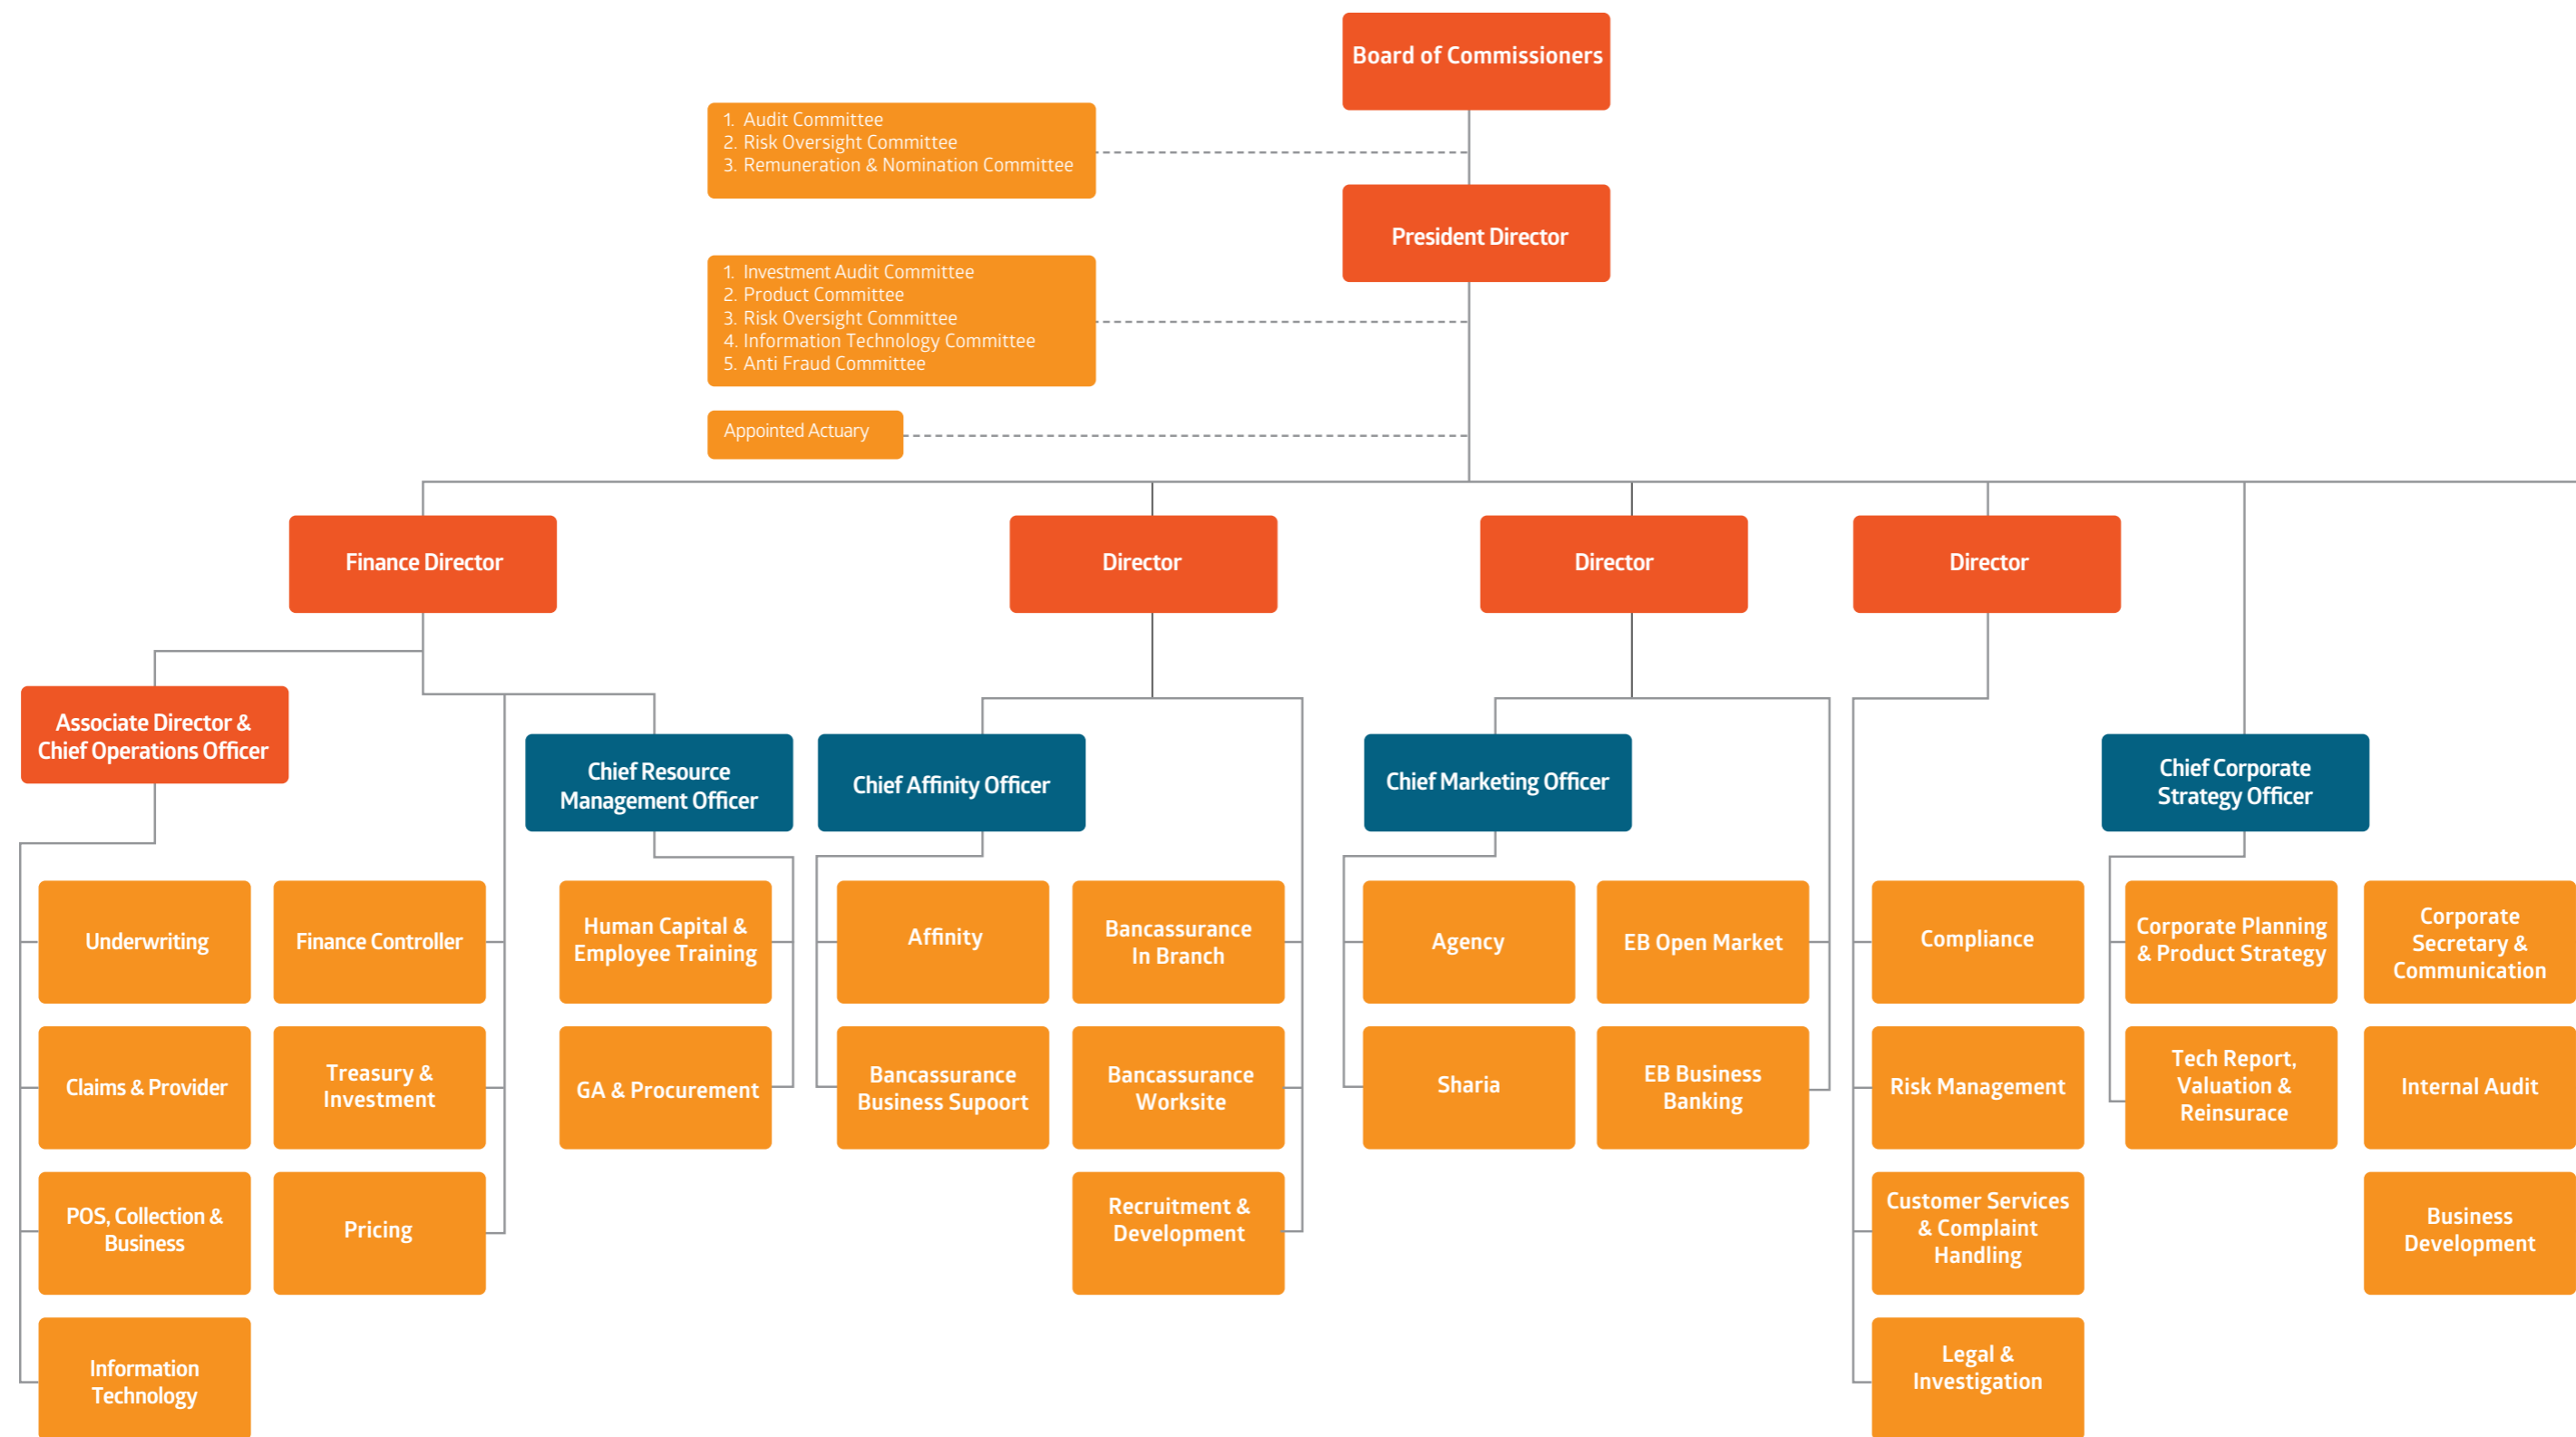 Board of Commissioners
1. Audit Committee
2. Risk Oversight Committee
3. Remuneration & Nomination Committee
President Director
1. Investment Audit Committee
2. Product Committee
3. Risk Oversight Committee
4. Information Technology Committee
5. Anti Fraud Committee
Appointed Actuary
Finance Director
Director
Director
Director
Associate Director &
Chief Operations Officer
Chief Resource
Management Officer
Chief Affinity Officer
Chief Marketing Officer
Chief Corporate
Strategy Officer
Underwriting
Finance Controller
Human Capital &
Employee Training
Affinity
Bancassurance
In Branch
Agency
EB Open Market
Compliance
Corporate Planning
& Product Strategy
Corporate
Secretary &
Communication
Claims & Provider
Treasury &
Investment
GA & Procurement
Bancassurance
Business Supoort
Bancassurance
Worksite
Sharia
EB Business
Banking
Risk Management
Tech Report,
Valuation &
Reinsurace
Internal Audit
POS, Collection &
Business
Pricing
Recruitment &
Development
Customer Services
& Complaint
Handling
Business
Development
Information
Technology
Legal &
Investigation